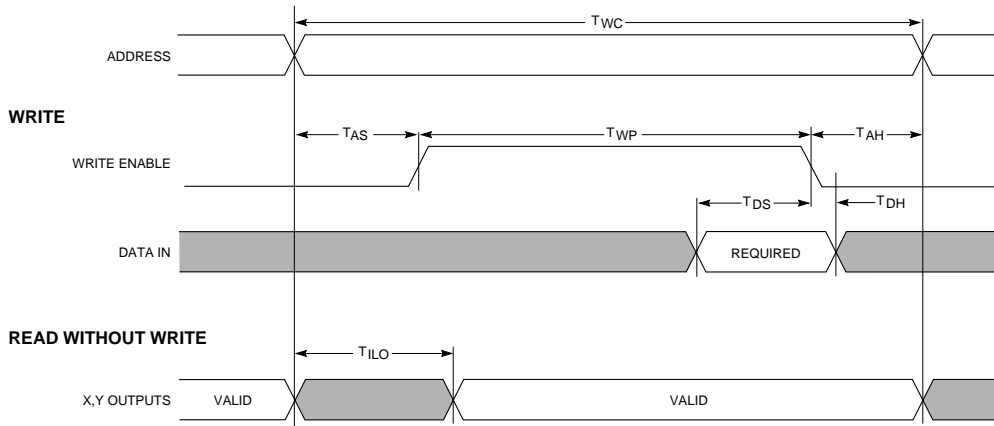 TWC
ADDRESS
WRITE
TAS
TWP
TAH
WRITE ENABLE
TDS
TDH
DATA IN
REQUIRED
READ WITHOUT WRITE
TILO
X,Y OUTPUTS
VALID
VALID